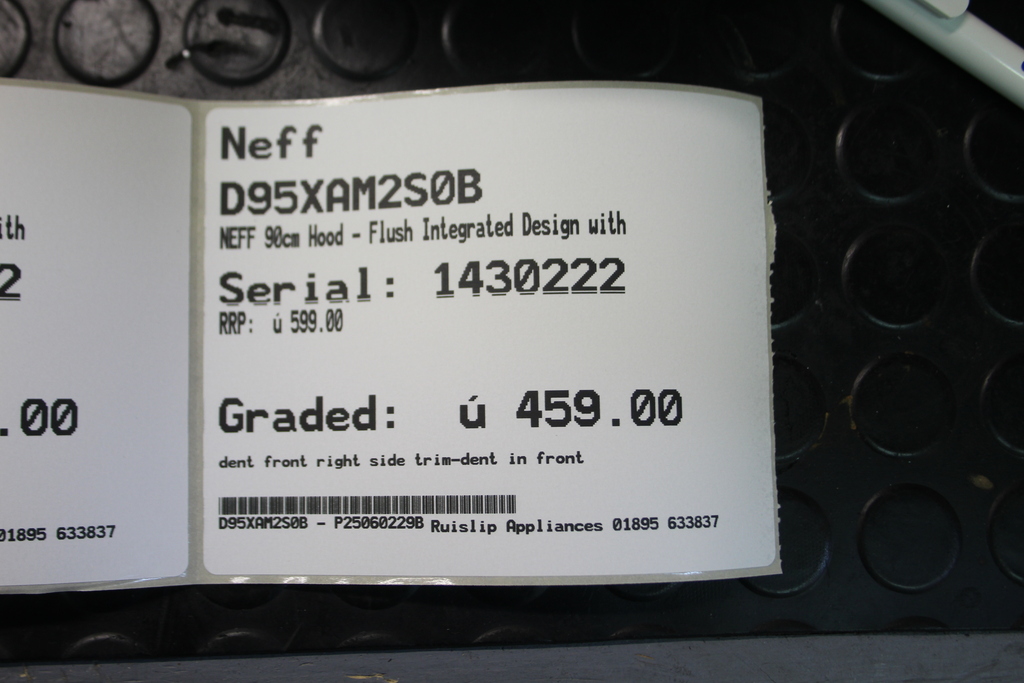 Neff
D95XAM2S0B
NEFF 90cm Hood - Flush Integrated Design with
Serial: 1430222
RRP: ú 599.00
Graded: ú 459.00
dent front right side trim-dent in front
D95XAM2S0B - P25060229B Ruislip Appliances 01895 633837
ith
2
.00
01895 633837